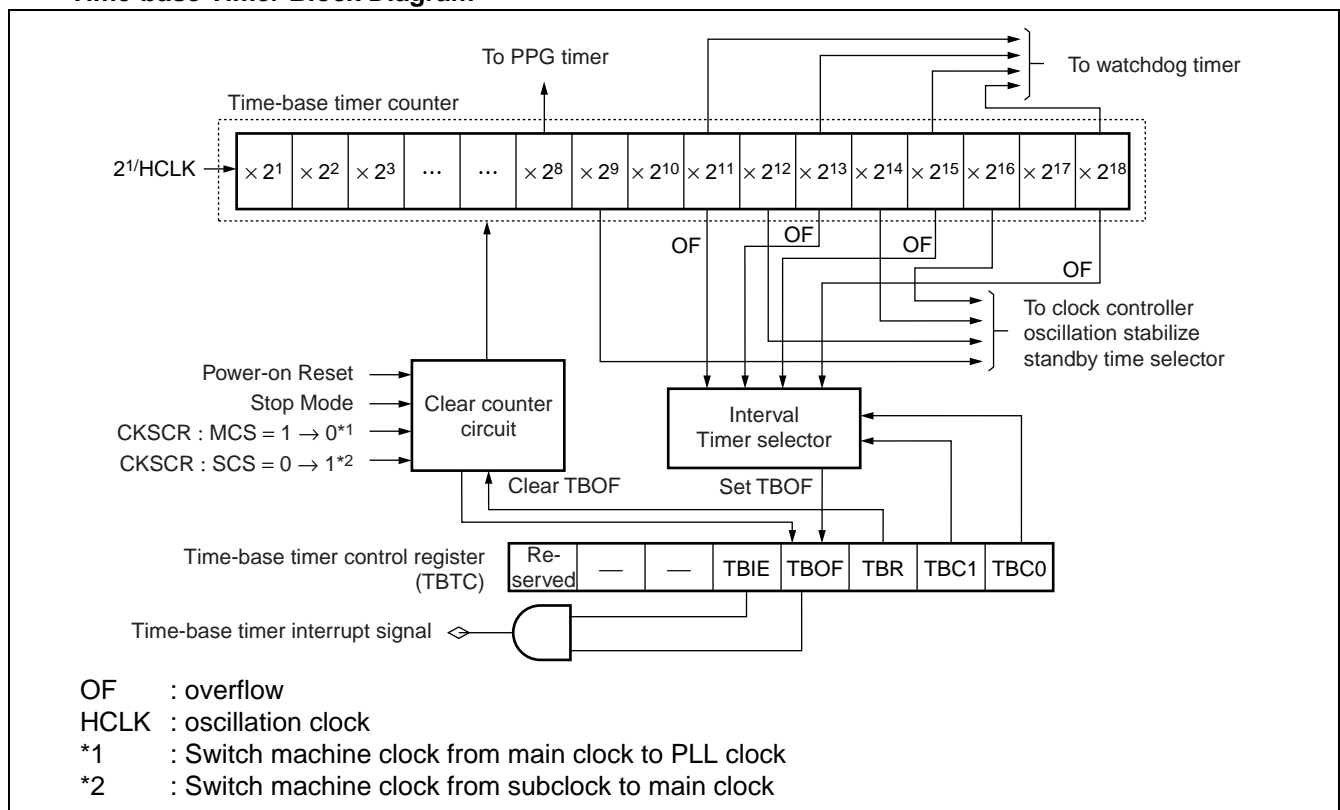 Time-base Timer Block Diagram
To PPG timer
To watchdog timer
Time-base timer counter
2¹/HCLK
× 2¹ × 2² × 2³ ... ... × 2⁸ × 2⁹ × 2¹⁰ × 2¹¹ × 2¹² × 2¹³ × 2¹⁴ × 2¹⁵ × 2¹⁶ × 2¹⁷ × 2¹⁸
OF
OF
OF
OF
To clock controller
oscillation stabilize
standby time selector
Power-on Reset
Stop Mode
CKSCR : MCS = 1 → 0*1
CKSCR : SCS = 0 → 1*2
Clear counter
circuit
Interval
Timer selector
Clear TBOF
Set TBOF
Time-base timer control register
(TBTC)
Re-
served
— — TBIE TBOF TBR TBC1 TBC0
Time-base timer interrupt signal
OF : overflow
HCLK : oscillation clock
*1 : Switch machine clock from main clock to PLL clock
*2 : Switch machine clock from subclock to main clock